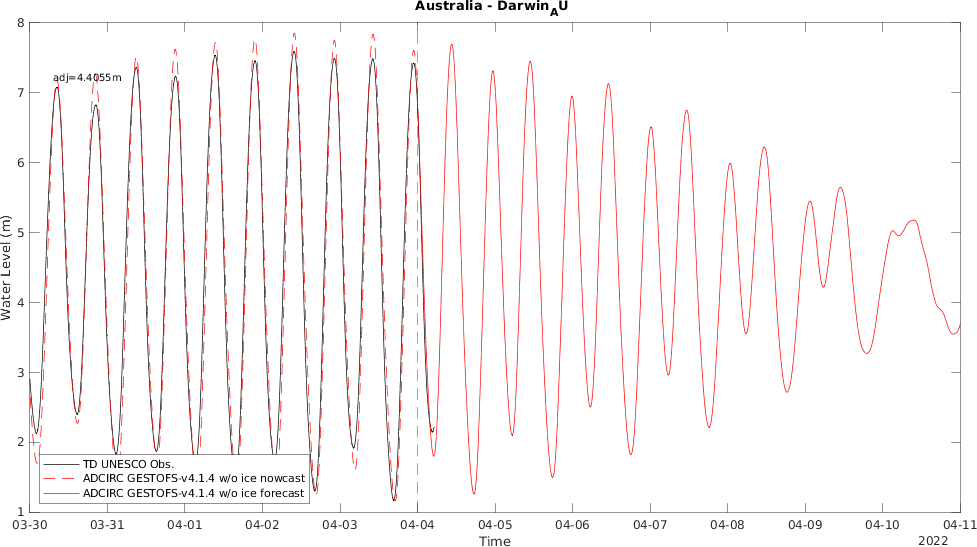 Australia - Darwin_AU
adj=4.4055m
Water Level (m)
8
7
6
5
4
3
2
1
TD UNESCO Obs.
ADCIRC GESTOFS-v4.1.4 w/o ice nowcast
ADCIRC GESTOFS-v4.1.4 w/o ice forecast
03-30 03-31 04-01 04-02 04-03 04-04 04-05 04-06 04-07 04-08 04-09 04-10 04-11
Time
2022